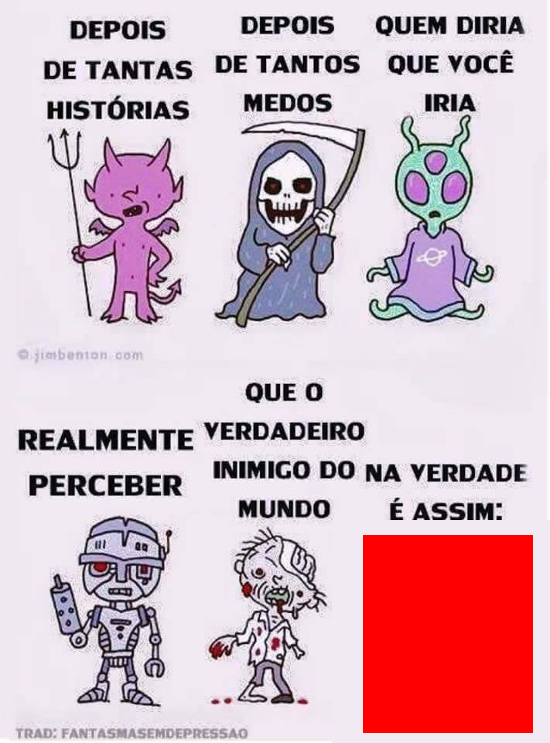 DEPOIS
DE TANTAS
HISTÓRIAS
DEPOIS
DE TANTOS
MEDOS
QUEM DIRIA
QUE VOCÊ
IRIA
© jimbenton.com
REALMENTE
PERCEBER
QUE O
VERDADEIRO
INIMIGO DO
MUNDO
NA VERDADE
É ASSIM:
TRAD: FANTASMASEMDEPRESSAO